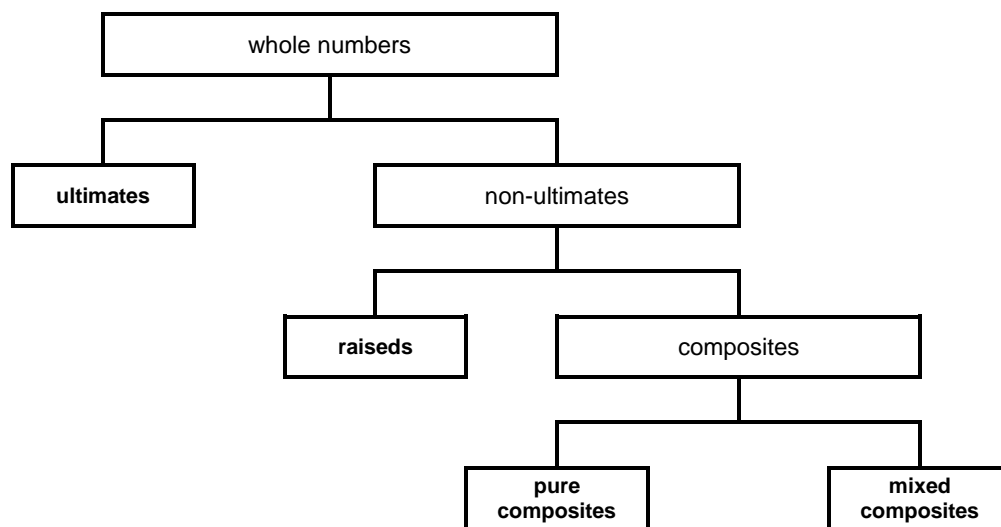 whole numbers
ultimates
non-ultimates
raiseds
composites
pure
composites
mixed
composites